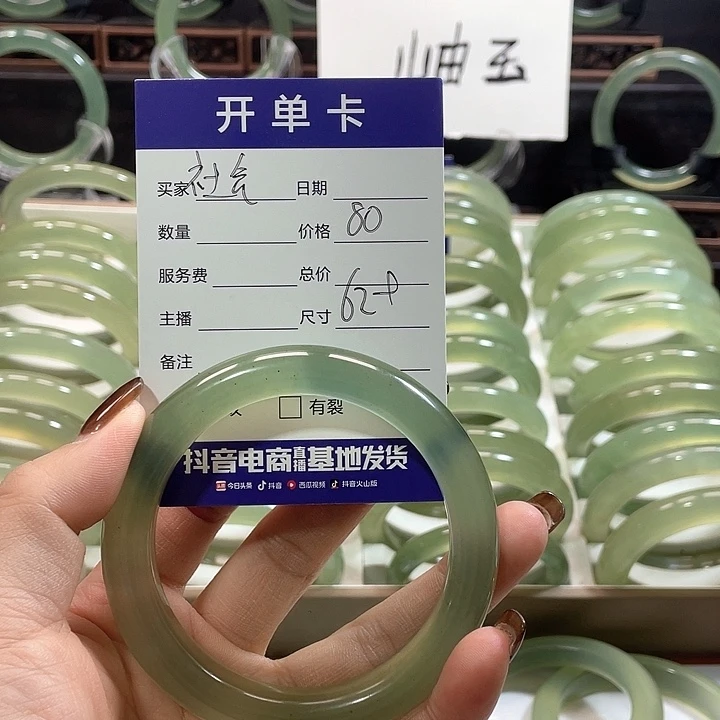 岫玉
开单卡
买家 社会 日期
数量 价格 80
服务费 总价
主播 尺寸 62+
备注
有裂
抖音电商直播基地发货
今日头条 抖音 西瓜视频 抖音火山版